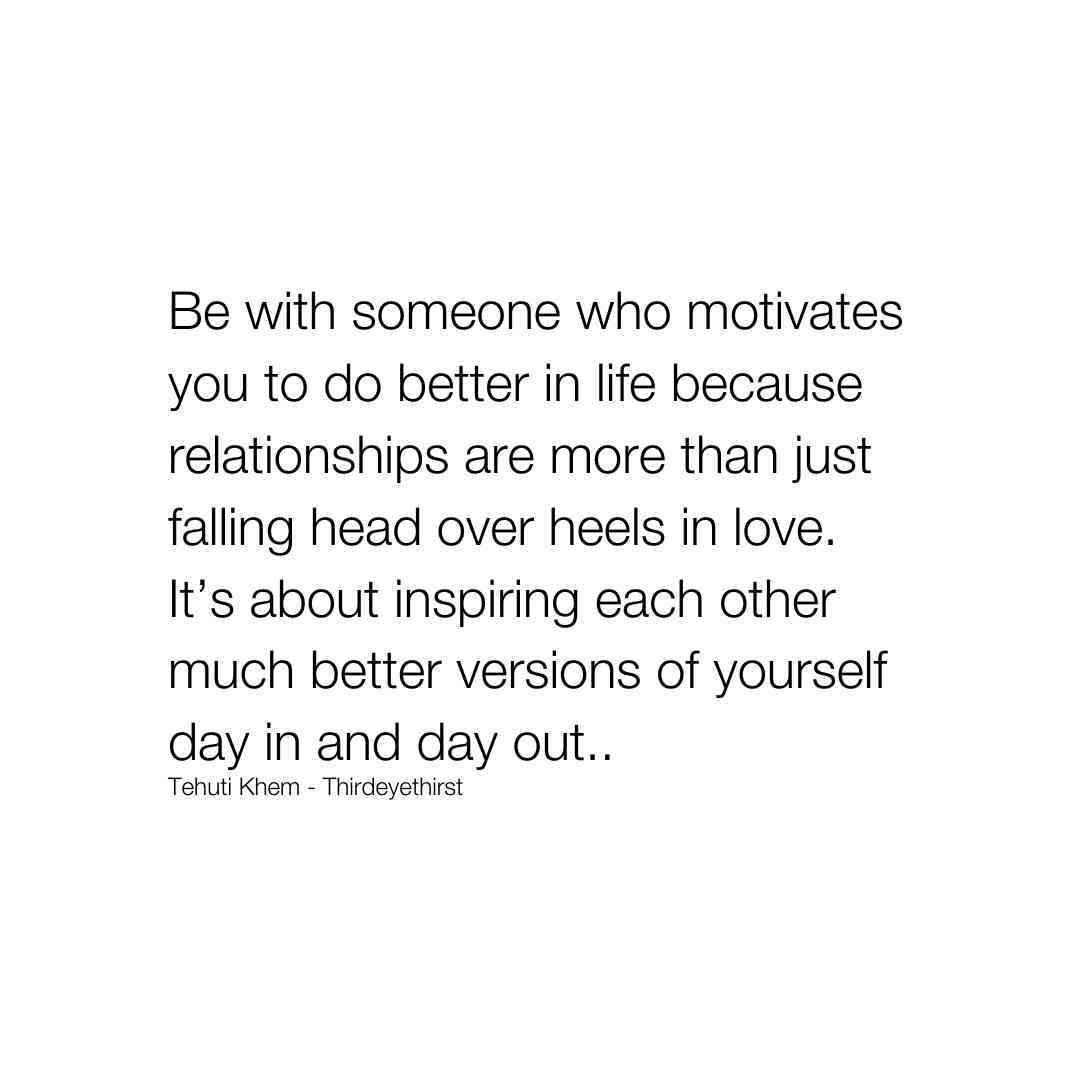 Be with someone who motivates
you to do better in life because
relationships are more than just
falling head over heels in love.
It’s about inspiring each other
much better versions of yourself
day in and day out..
Tehuti Khem - Thirdeyethirst